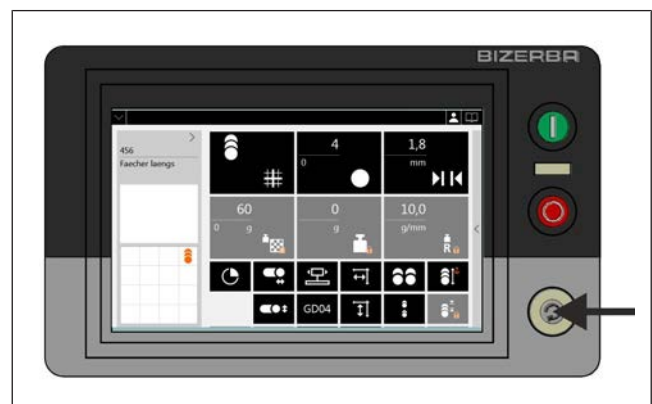 BIZERBA
456
Faecher laengs
4
0
1,8
mm
60
0 g
0
g
10,0
g/mm
R
GD04